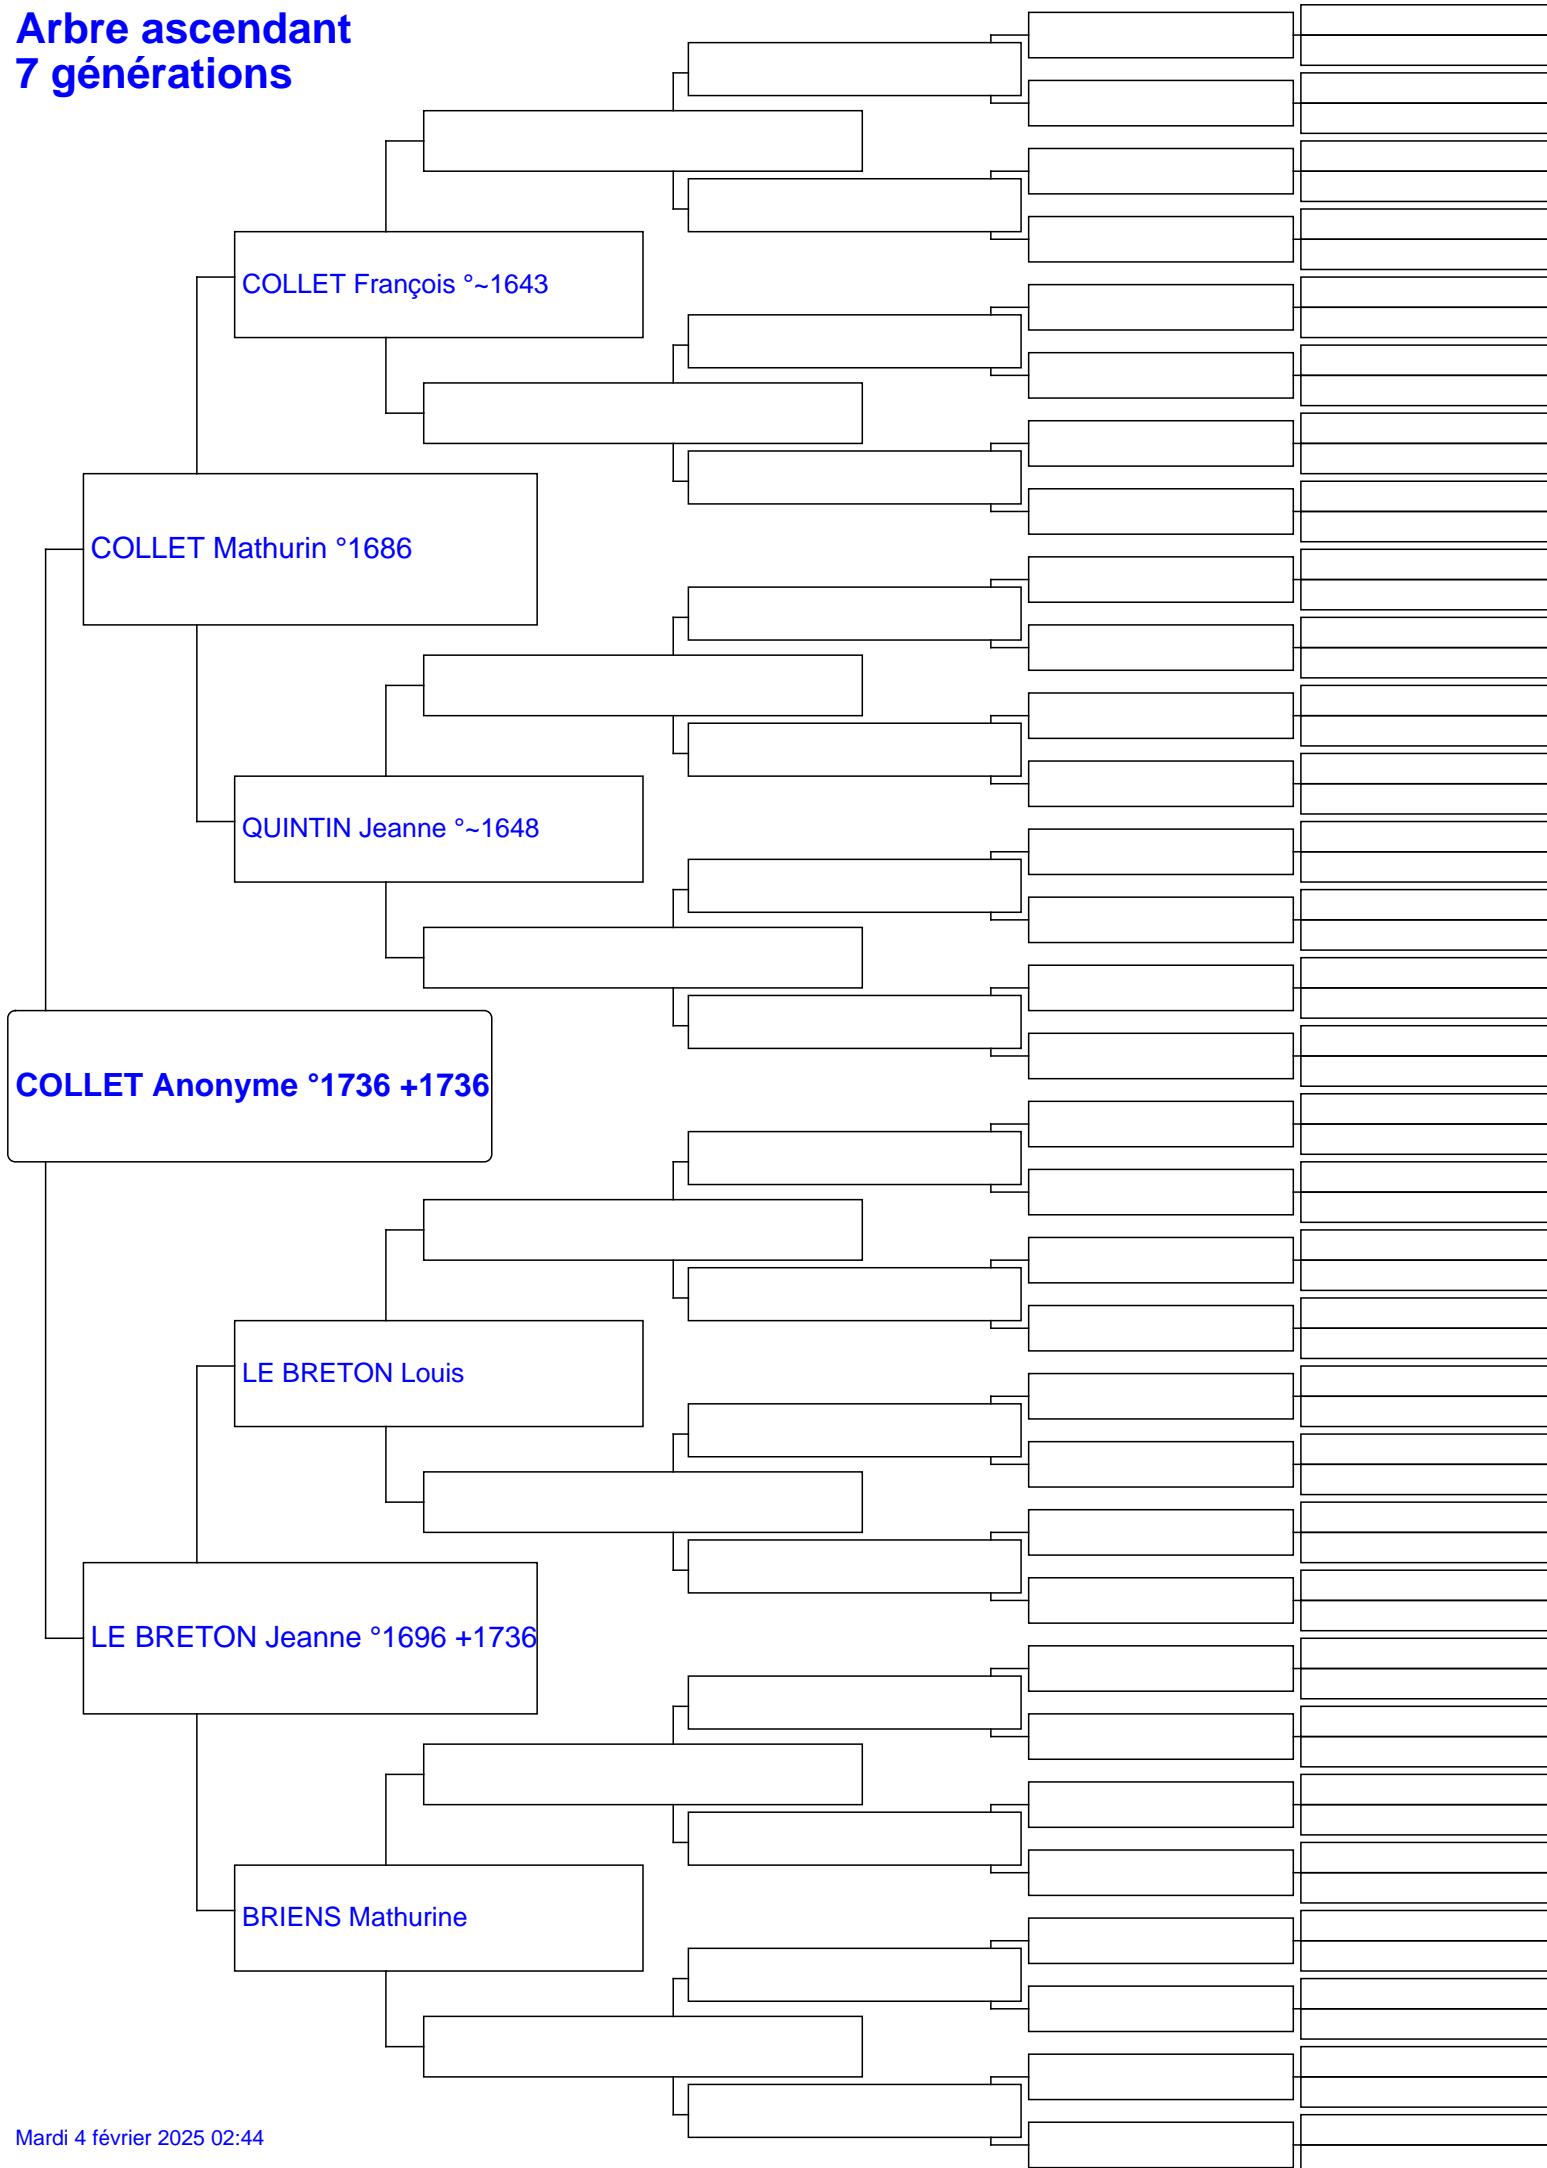 Arbre ascendant
7 générations
COLLET François °~1643
COLLET Mathurin °1686
QUINTIN Jeanne °~1648
COLLET Anonyme °1736 +1736
LE BRETON Louis
LE BRETON Jeanne °1696 +1736
BRIENS Mathurine
Mardi 4 février 2025 02:44